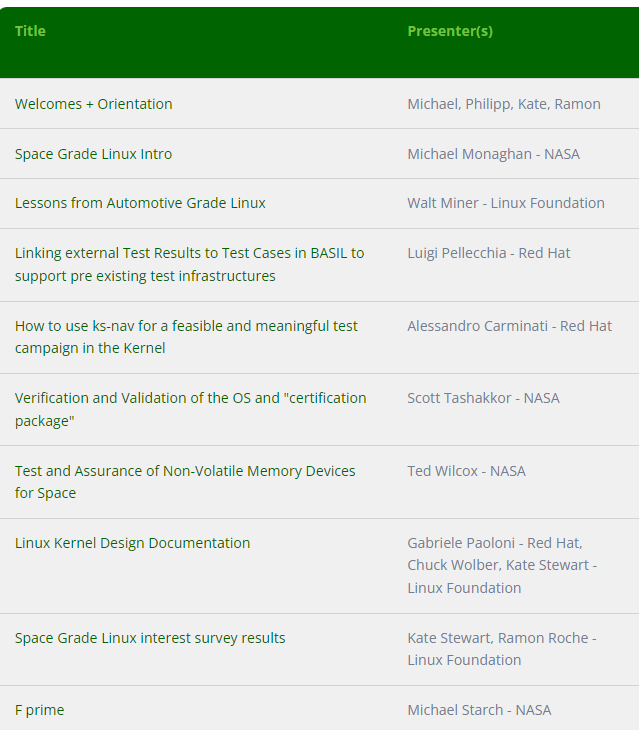 Title
Presenter(s)
Welcomes + Orientation
Michael, Philipp, Kate, Ramon
Space Grade Linux Intro
Michael Monaghan - NASA
Lessons from Automotive Grade Linux
Walt Miner - Linux Foundation
Linking external Test Results to Test Cases in BASIL to
support pre existing test infrastructures
Luigi Pellecchia - Red Hat
How to use ks-nav for a feasible and meaningful test
campaign in the Kernel
Alessandro Carminati - Red Hat
Verification and Validation of the OS and "certification
package"
Scott Tashakkor - NASA
Test and Assurance of Non-Volatile Memory Devices
for Space
Ted Wilcox - NASA
Linux Kernel Design Documentation
Gabriele Paoloni - Red Hat,
Chuck Wolber, Kate Stewart -
Linux Foundation
Space Grade Linux interest survey results
Kate Stewart, Ramon Roche -
Linux Foundation
F prime
Michael Starch - NASA